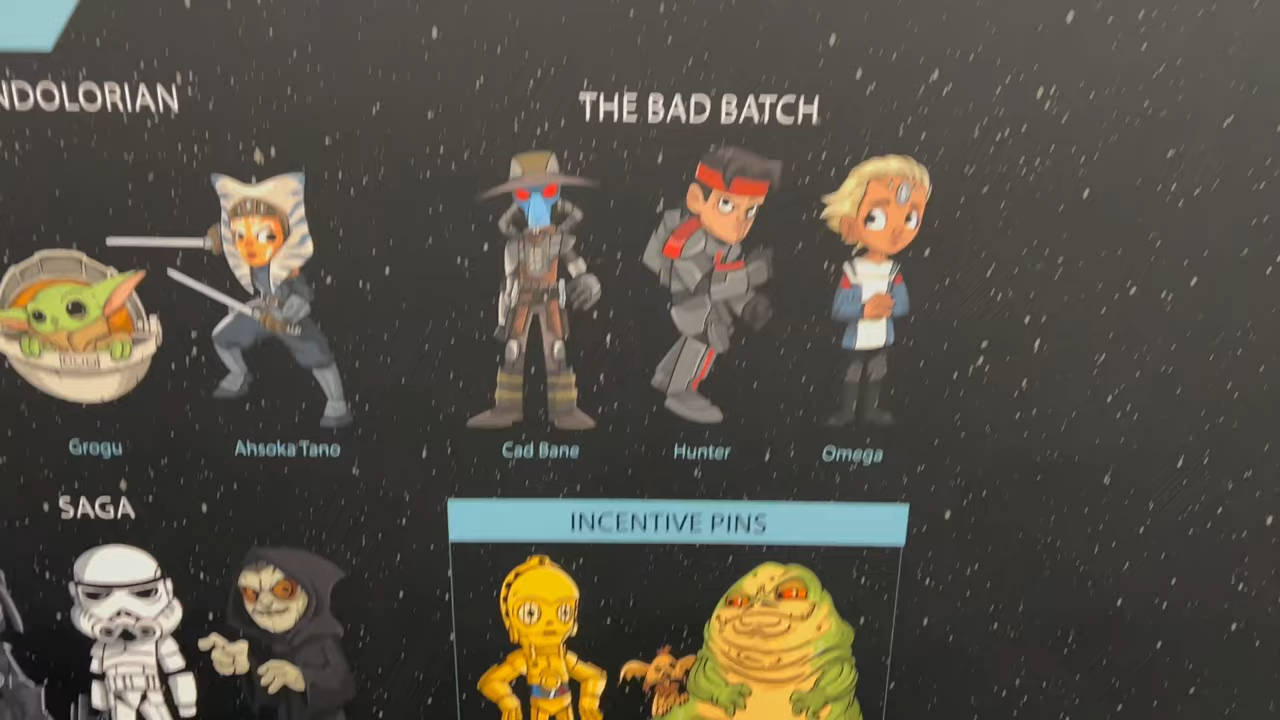 NDOLORIAN
THE BAD BATCH
Grogu
Ahsoka Tano
Cad Bane
Hunter
Omega
SAGA
INCENTIVE PINS